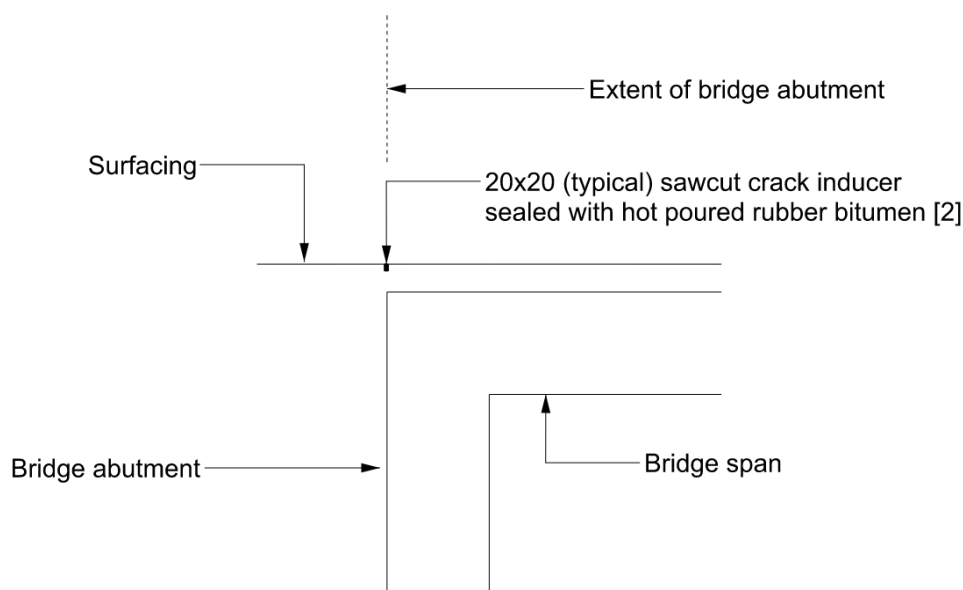 Extent of bridge abutment
Surfacing
20x20 (typical) sawcut crack inducer
sealed with hot poured rubber bitumen [2]
Bridge abutment
Bridge span